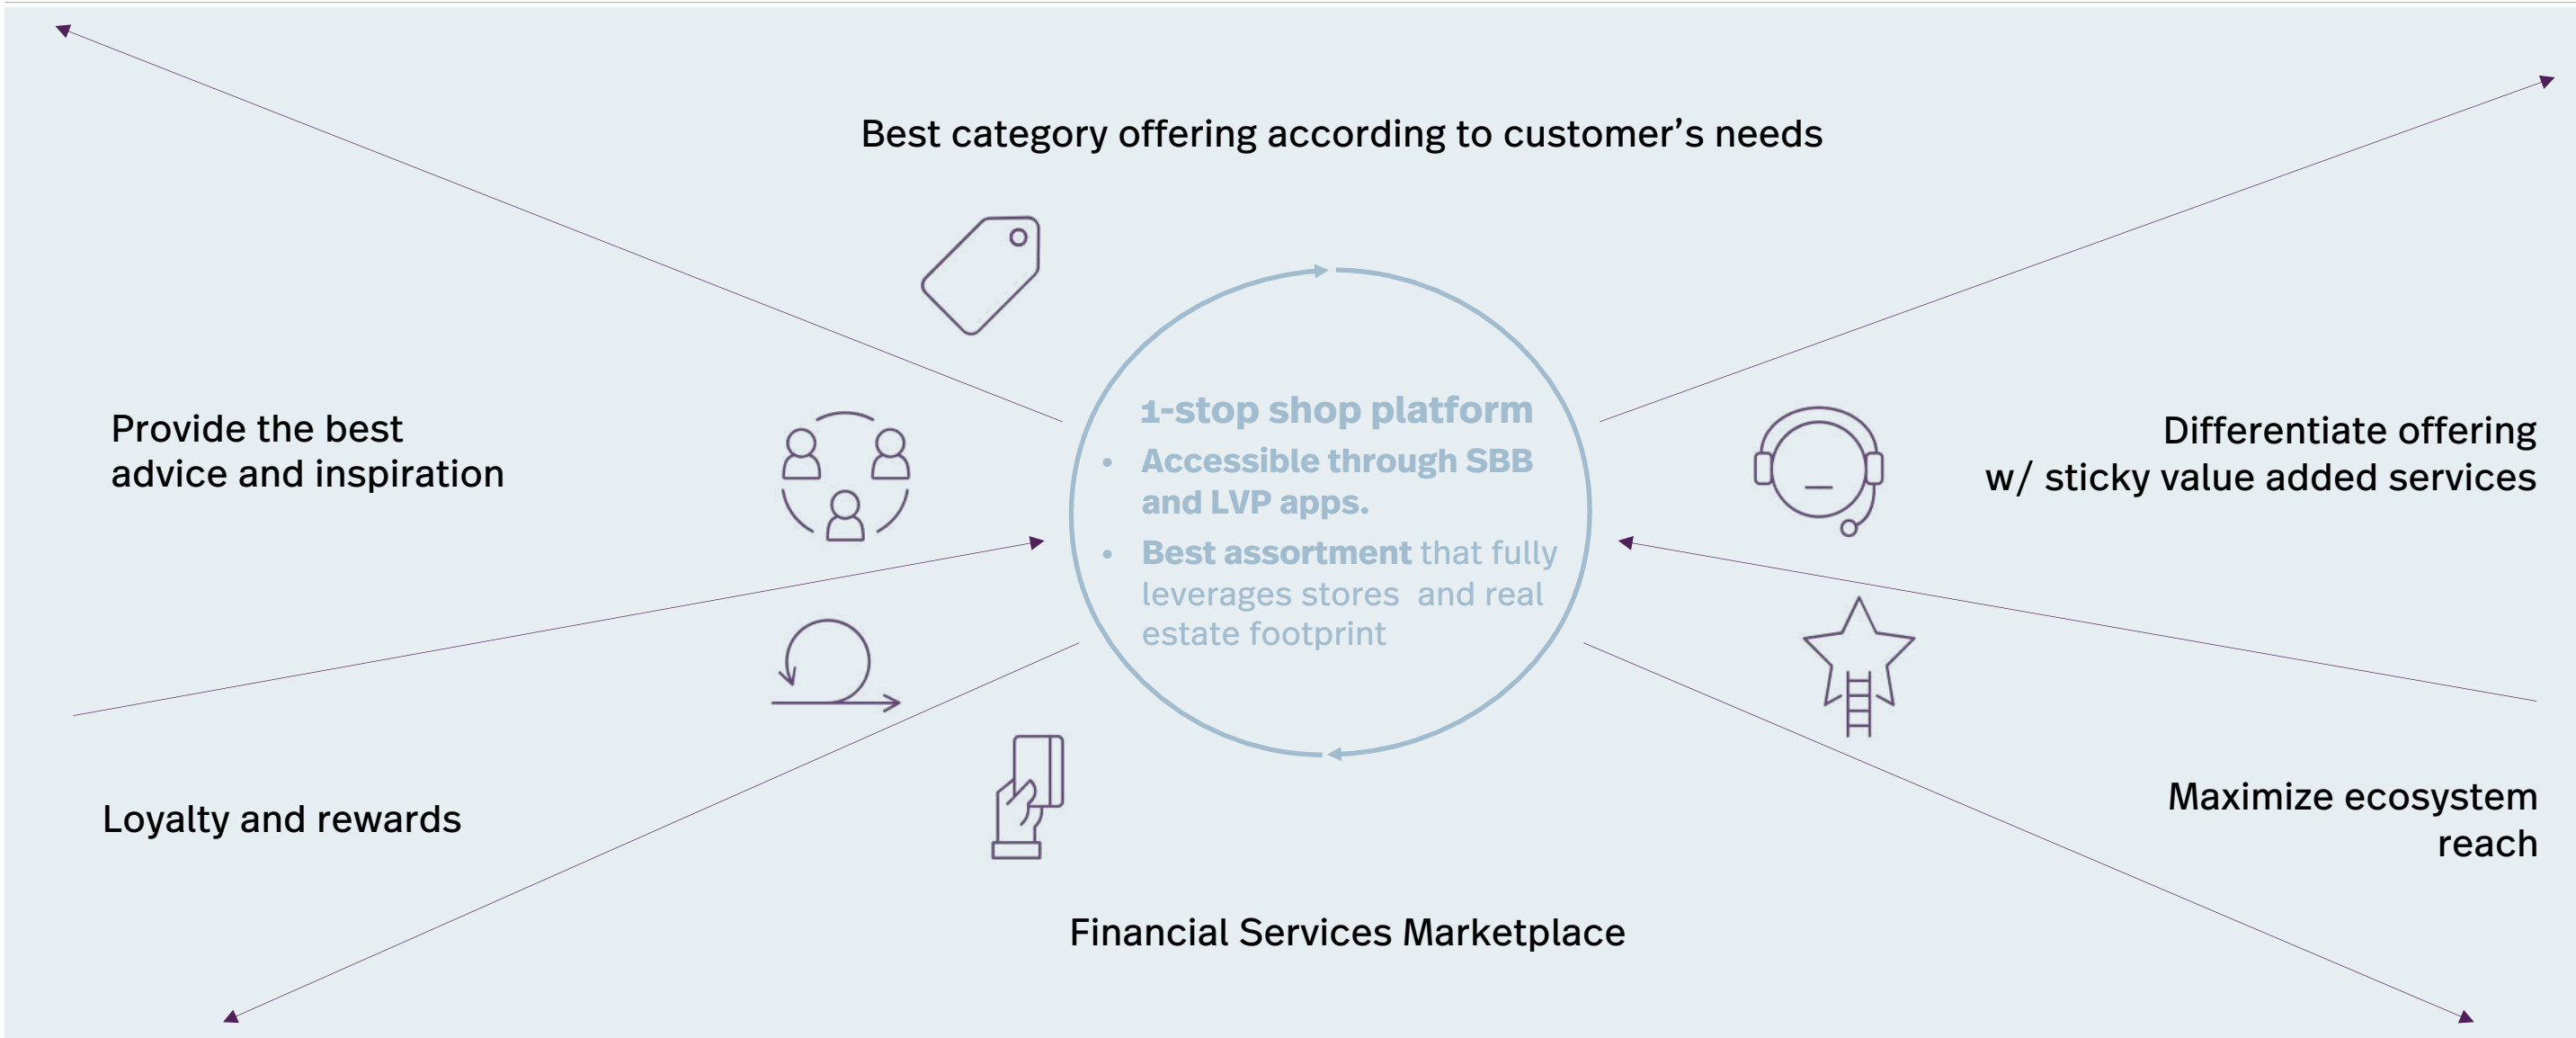 Best category offering according to customer’s needs
Provide the best
advice and inspiration
1-stop shop platform
• Accessible through SBB
and LVP apps.
• Best assortment that fully
leverages stores  and real
estate footprint
Differentiate offering
w/ sticky value added services
Loyalty and rewards
Maximize ecosystem
reach
Financial Services Marketplace